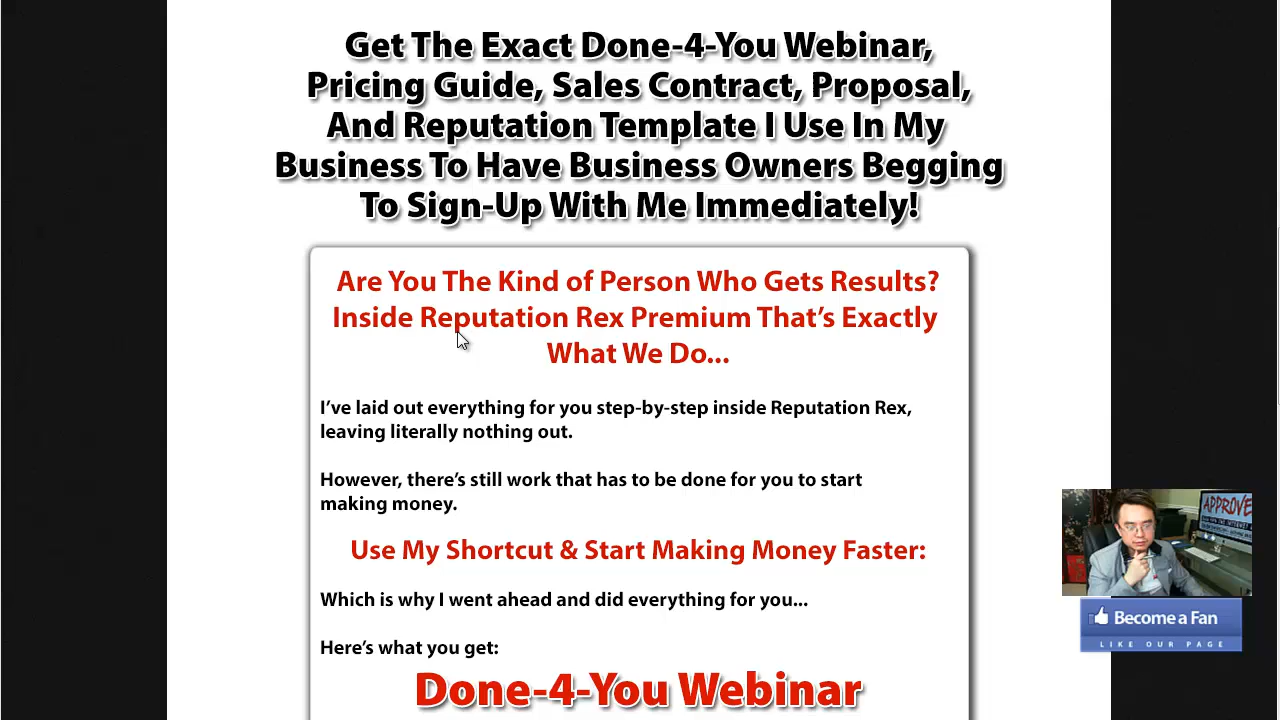 Get The Exact Done-4-You Webinar,
Pricing Guide, Sales Contract, Proposal,
And Reputation Template I Use In My
Business To Have Business Owners Begging
To Sign-Up With Me Immediately!
Are You The Kind of Person Who Gets Results?
Inside Reputation Rex Premium That's Exactly
What We Do...
I've laid out everything for you step-by-step inside Reputation Rex,
leaving literally nothing out.
However, there's still work that has to be done for you to start
making money.
Use My Shortcut & Start Making Money Faster:
Which is why I went ahead and did everything for you...
Here's what you get:
Done-4-You Webinar
APPROVE
Become a Fan
LIKE OUR PAGE